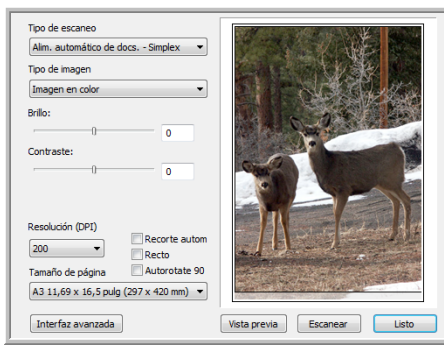 Tipo de escaneo
Alim. automático de docs. - Simplex
Tipo de imagen
Imagen en color
Brillo:
0
Contraste:
0
Resolución (DPI)
200
Recorte autom
Recto
Autorotate 90
Tamaño de página
A3 11,69 x 16,5 pulg (297 x 420 mm)
Interfaz avanzada
Vista previa
Escanear
Listo